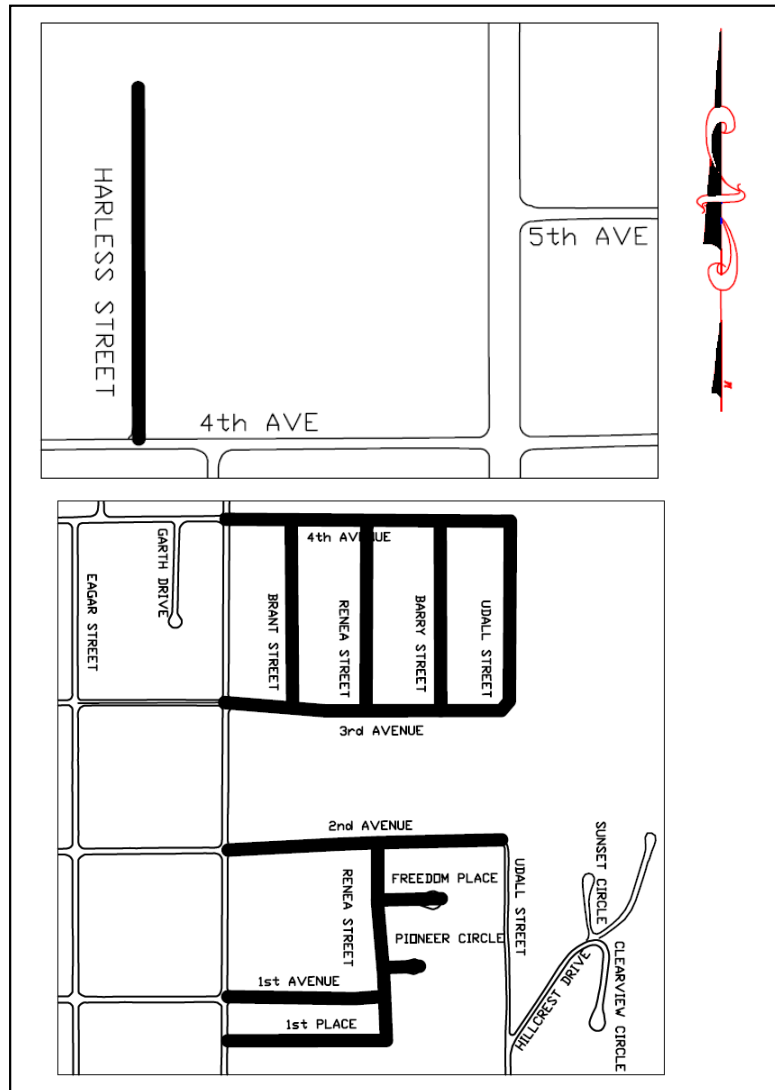 HARLESS STREET
5th AVE
4th AVE
N
4th AVENUE
GARTH DRIVE
EAGAR STREET
BRANT STREET
RENEA STREET
BARRY STREET
UDALL STREET
3rd AVENUE
2nd AVENUE
SUNSET CIRCLE
RENEA STREET
FREEDOM PLACE
UDALL STREET
PIONEER CIRCLE
CLEARVIEW CIRCLE
HILLCREST DRIVE
1st AVENUE
1st PLACE